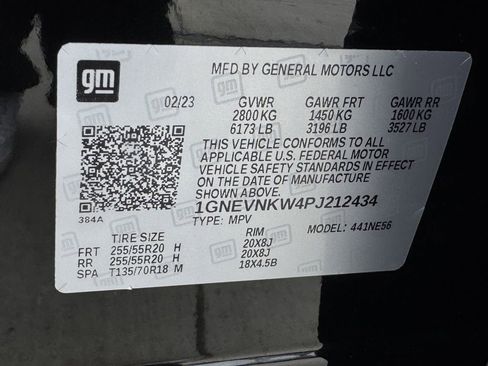 gm
MFD BY GENERAL MOTORS LLC
02/23 GVWR GAWR FRT GAWR RR
2800 KG 1450 KG 1600 KG
6173 LB 3196 LB 3527 LB
THIS VEHICLE CONFORMS TO ALL
APPLICABLE U.S. FEDERAL MOTOR
VEHICLE SAFETY STANDARDS IN EFFECT
ON THE DATE OF MANUFACTURE
SHOWN ABOVE.
384A 1GNEVNKW4PJ212434
TYPE: MPV MODEL: 441NE56
TIRE SIZE RIM
FRT 255/55R20 H 20X8J
RR 255/55R20 H 20X8J
SPA T135/70R18 M 18X4.5B